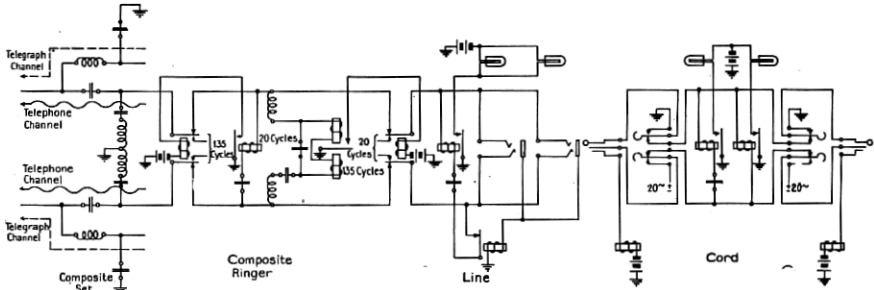 Telegraph
Channel
Telephone
Channel
Telephone
Channel
Telegraph
Channel
Composite
Set
135
Cycles
20 Cycles
20
Cycles
135 Cycles
Composite
Ringer
Line
20~
20~
Cord